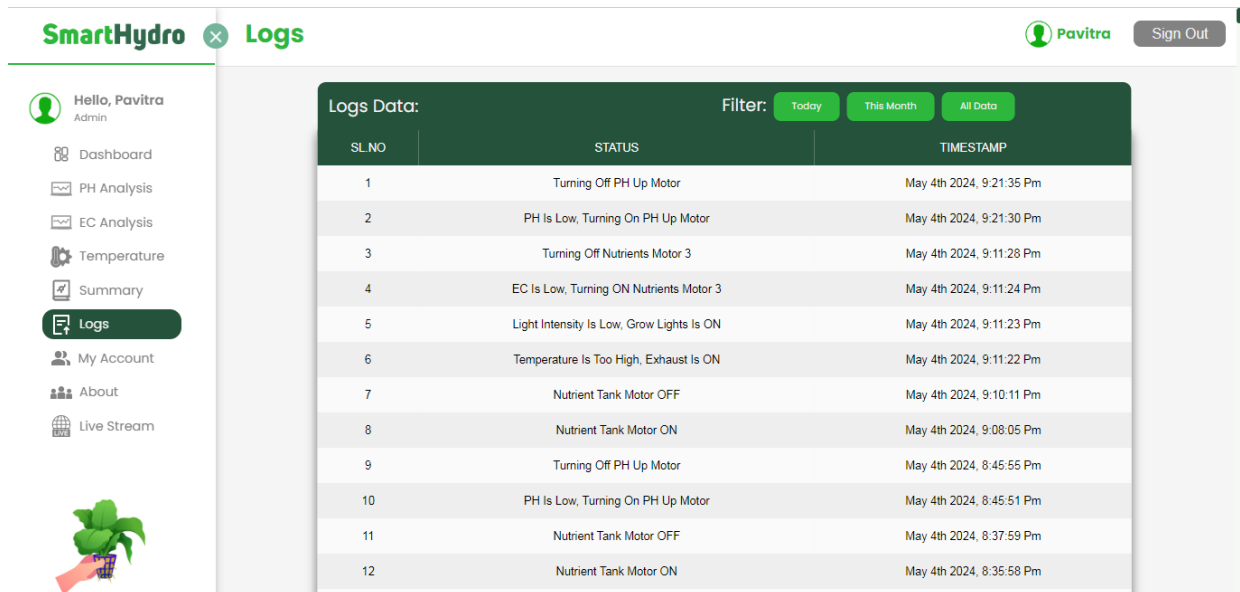 SmartHydro
Logs
Pavitra
Sign Out
Hello, Pavitra
Admin
Dashboard
PH Analysis
EC Analysis
Temperature
Summary
Logs
My Account
About
LIVE
Live Stream
Logs Data: Filter: Today This Month All Data
SL.NO STATUS TIMESTAMP
1 Turning Off PH Up Motor May 4th 2024, 9:21:35 Pm
2 PH Is Low, Turning On PH Up Motor May 4th 2024, 9:21:30 Pm
3 Turning Off Nutrients Motor 3 May 4th 2024, 9:11:28 Pm
4 EC Is Low, Turning ON Nutrients Motor 3 May 4th 2024, 9:11:24 Pm
5 Light Intensity Is Low, Grow Lights Is ON May 4th 2024, 9:11:23 Pm
6 Temperature Is Too High, Exhaust Is ON May 4th 2024, 9:11:22 Pm
7 Nutrient Tank Motor OFF May 4th 2024, 9:10:11 Pm
8 Nutrient Tank Motor ON May 4th 2024, 9:08:05 Pm
9 Turning Off PH Up Motor May 4th 2024, 8:45:55 Pm
10 PH Is Low, Turning On PH Up Motor May 4th 2024, 8:45:51 Pm
11 Nutrient Tank Motor OFF May 4th 2024, 8:37:59 Pm
12 Nutrient Tank Motor ON May 4th 2024, 8:35:58 Pm